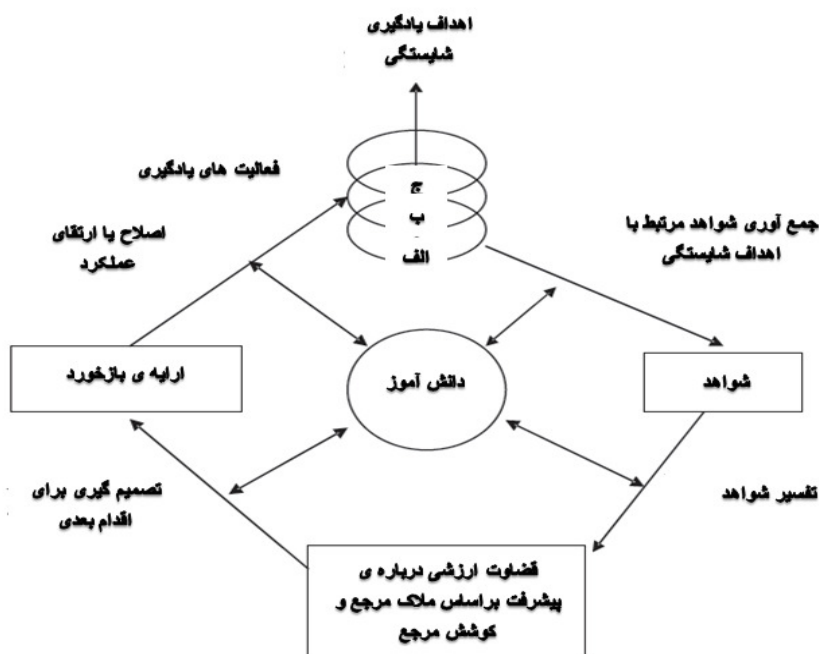 اهداف یادگیری
شایستگی
فعالیت های یادگیری
ج
ب
الف
جمع آوری شواهد مرتبط با
اهداف شایستگی
اصلاح یا ارتقای
عملکرد
ارایه ی بازخورد
دانش آموز
شواهد
تصمیم گیری برای
اقدام بعدی
تفسیر شواهد
قضاوت ارزشی درباره ی
پیشرفت براساس ملاک مرجع و
کوشش مرجع